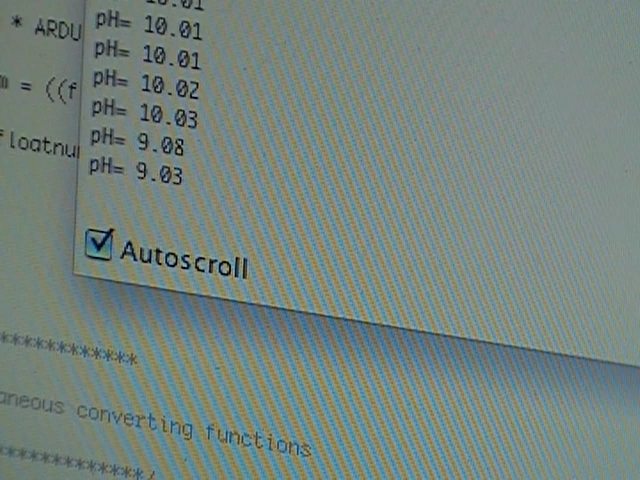 pH= 10.01
* ARDU
pH= 10.01
= ((f
pH= 10.02
pH= 10.03
pH= 9.08
pH= 9.03
Autoscroll
************
aneous converting functions
*************/